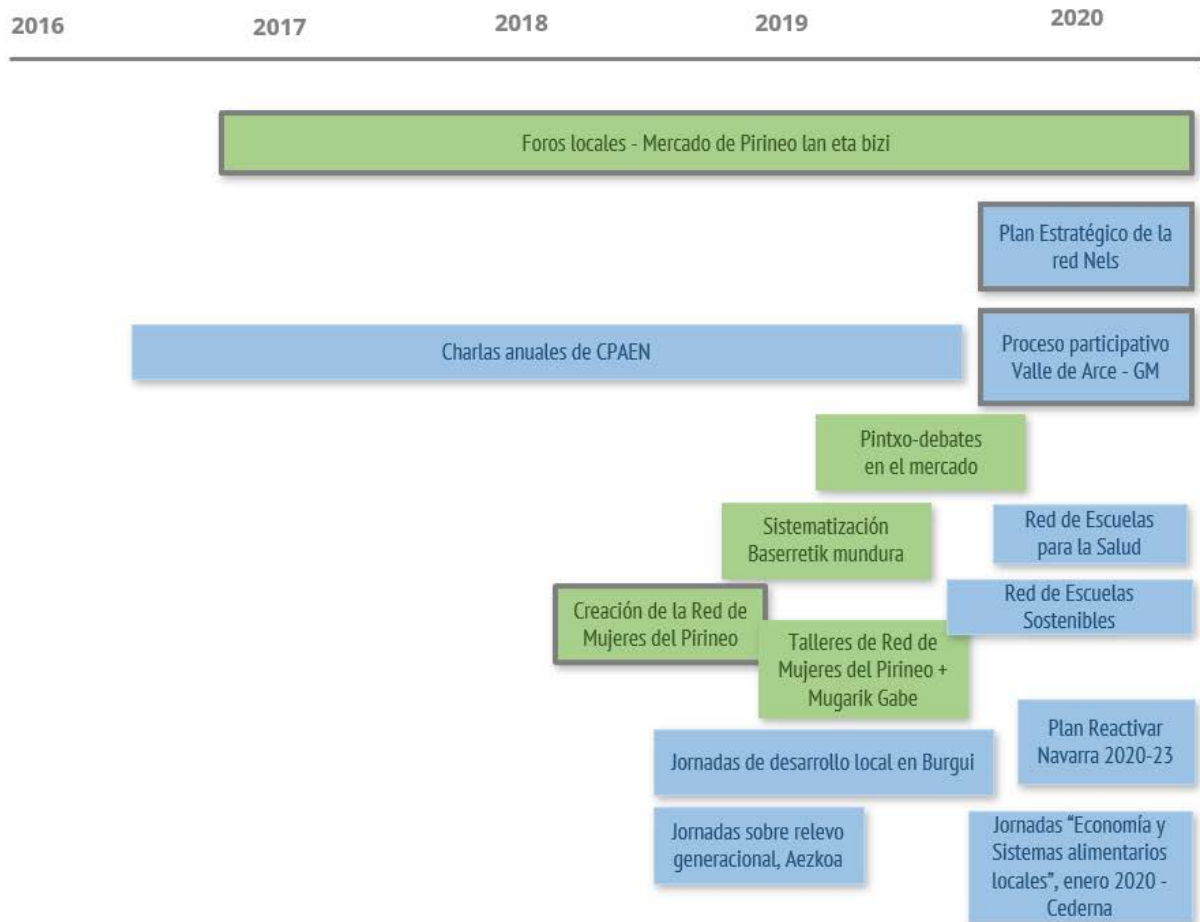 2016
2017
2018
2019
2020
Foros locales - Mercado de Pirineo lan eta bizi
Plan Estratégico de la
red Nels
Charlas anuales de CPAEN
Proceso participativo
Valle de Arce - GM
Pintxo-debates
en el mercado
Sistematización
Baserretik mundura
Red de Escuelas
para la Salud
Creación de la Red de
Mujeres del Pirineo
Red de Escuelas
Sostenibles
Talleres de Red de
Mujeres del Pirineo +
Mugarik Gabe
Jornadas de desarrollo local en Burgui
Plan Reactivar
Navarra 2020-23
Jornadas sobre relevo
generacional, Aezkoa
Jornadas “Economía y
Sistemas alimentarios
locales”, enero 2020 -
Cederna